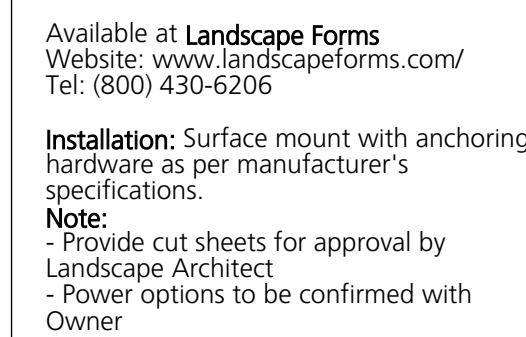 Available at Landscape Forms
Website: www.landscapeforms.com/
Tel: (800) 430-6206
Installation: Surface mount with anchoring
hardware as per manufacturer's
specifications.
Note:
- Provide cut sheets for approval by
Landscape Architect
- Power options to be confirmed with
Owner